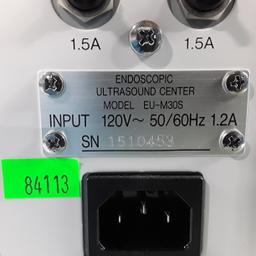 1.5A 1.5A
ENDOSCOPIC
ULTRASOUND CENTER
MODEL EU-M30S
INPUT 120V~ 50/60Hz 1.2A
SN 1510453
84113